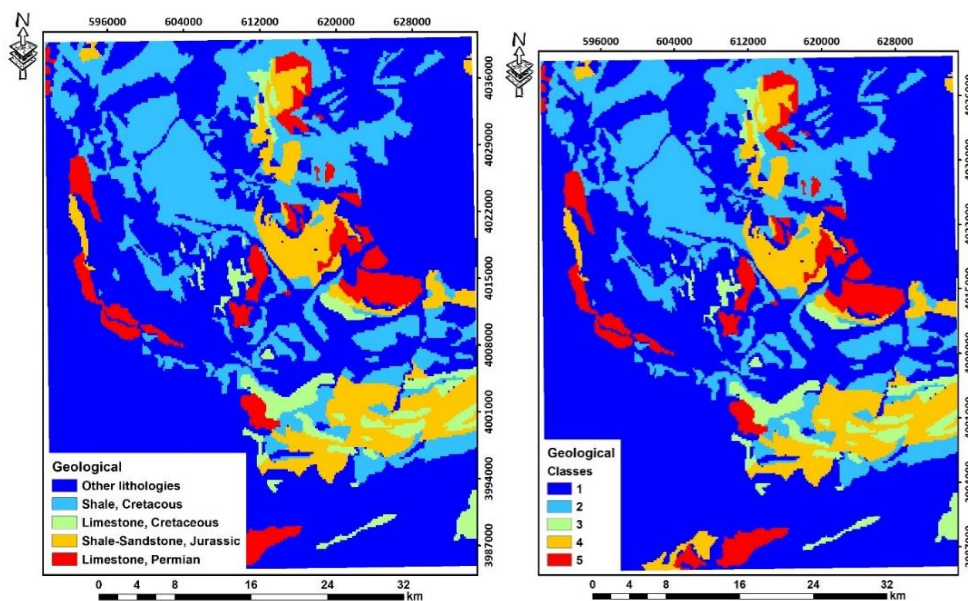 N
596000 604000 612000 620000 628000
4036000
4029000
4022000
4015000
4008000
4001000
3994000
3987000
Geological
Other lithologies
Shale, Cretacous
Limestone, Cretaceous
Shale-Sandstone, Jurassic
Limestone, Permian
0 4 8 16 24 32
km
N
596000 604000 612000 620000 628000
Geological
Classes
1
2
3
4
5
0 4 8 16 24 32
km